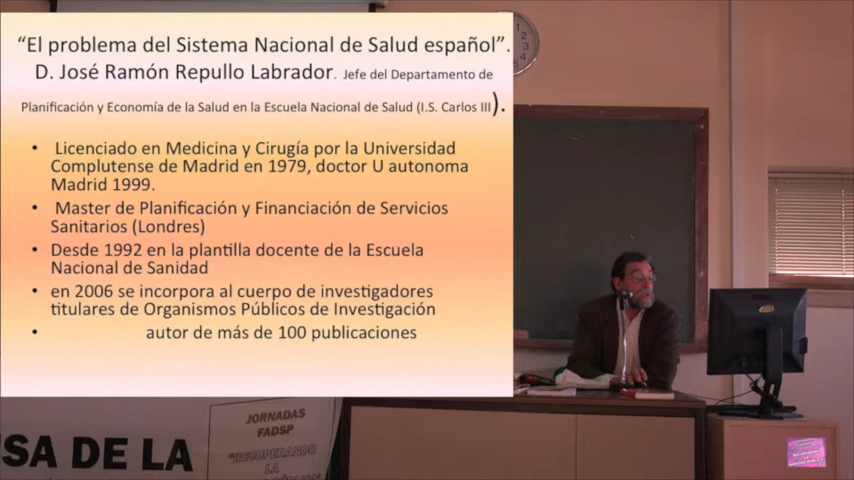 “El problema del Sistema Nacional de Salud español”.
D. José Ramón Repullo Labrador. Jefe del Departamento de
Planificación y Economía de la Salud en la Escuela Nacional de Salud (I.S. Carlos III).
• Licenciado en Medicina y Cirugía por la Universidad
Complutense de Madrid en 1979, doctor U autonoma
Madrid 1999.
• Master de Planificación y Financiación de Servicios
Sanitarios (Londres)
• Desde 1992 en la plantilla docente de la Escuela
Nacional de Sanidad
• en 2006 se incorpora al cuerpo de investigadores
titulares de Organismos Públicos de Investigación
• autor de más de 100 publicaciones
SA DE LA
JORNADAS
FADSP
"RECUPERANDO
LA